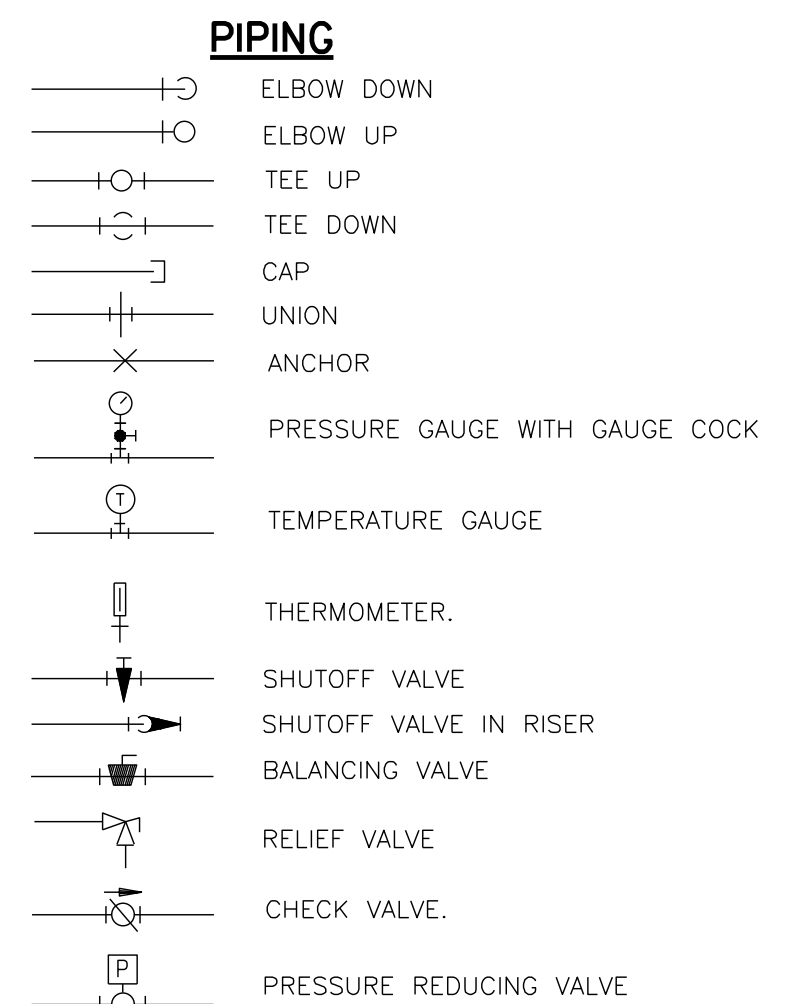 PIPING
ELBOW DOWN
ELBOW UP
TEE UP
TEE DOWN
CAP
UNION
ANCHOR
PRESSURE GAUGE WITH GAUGE COCK
T
TEMPERATURE GAUGE
THERMOMETER.
SHUTOFF VALVE
SHUTOFF VALVE IN RISER
BALANCING VALVE
RELIEF VALVE
CHECK VALVE.
P
PRESSURE REDUCING VALVE